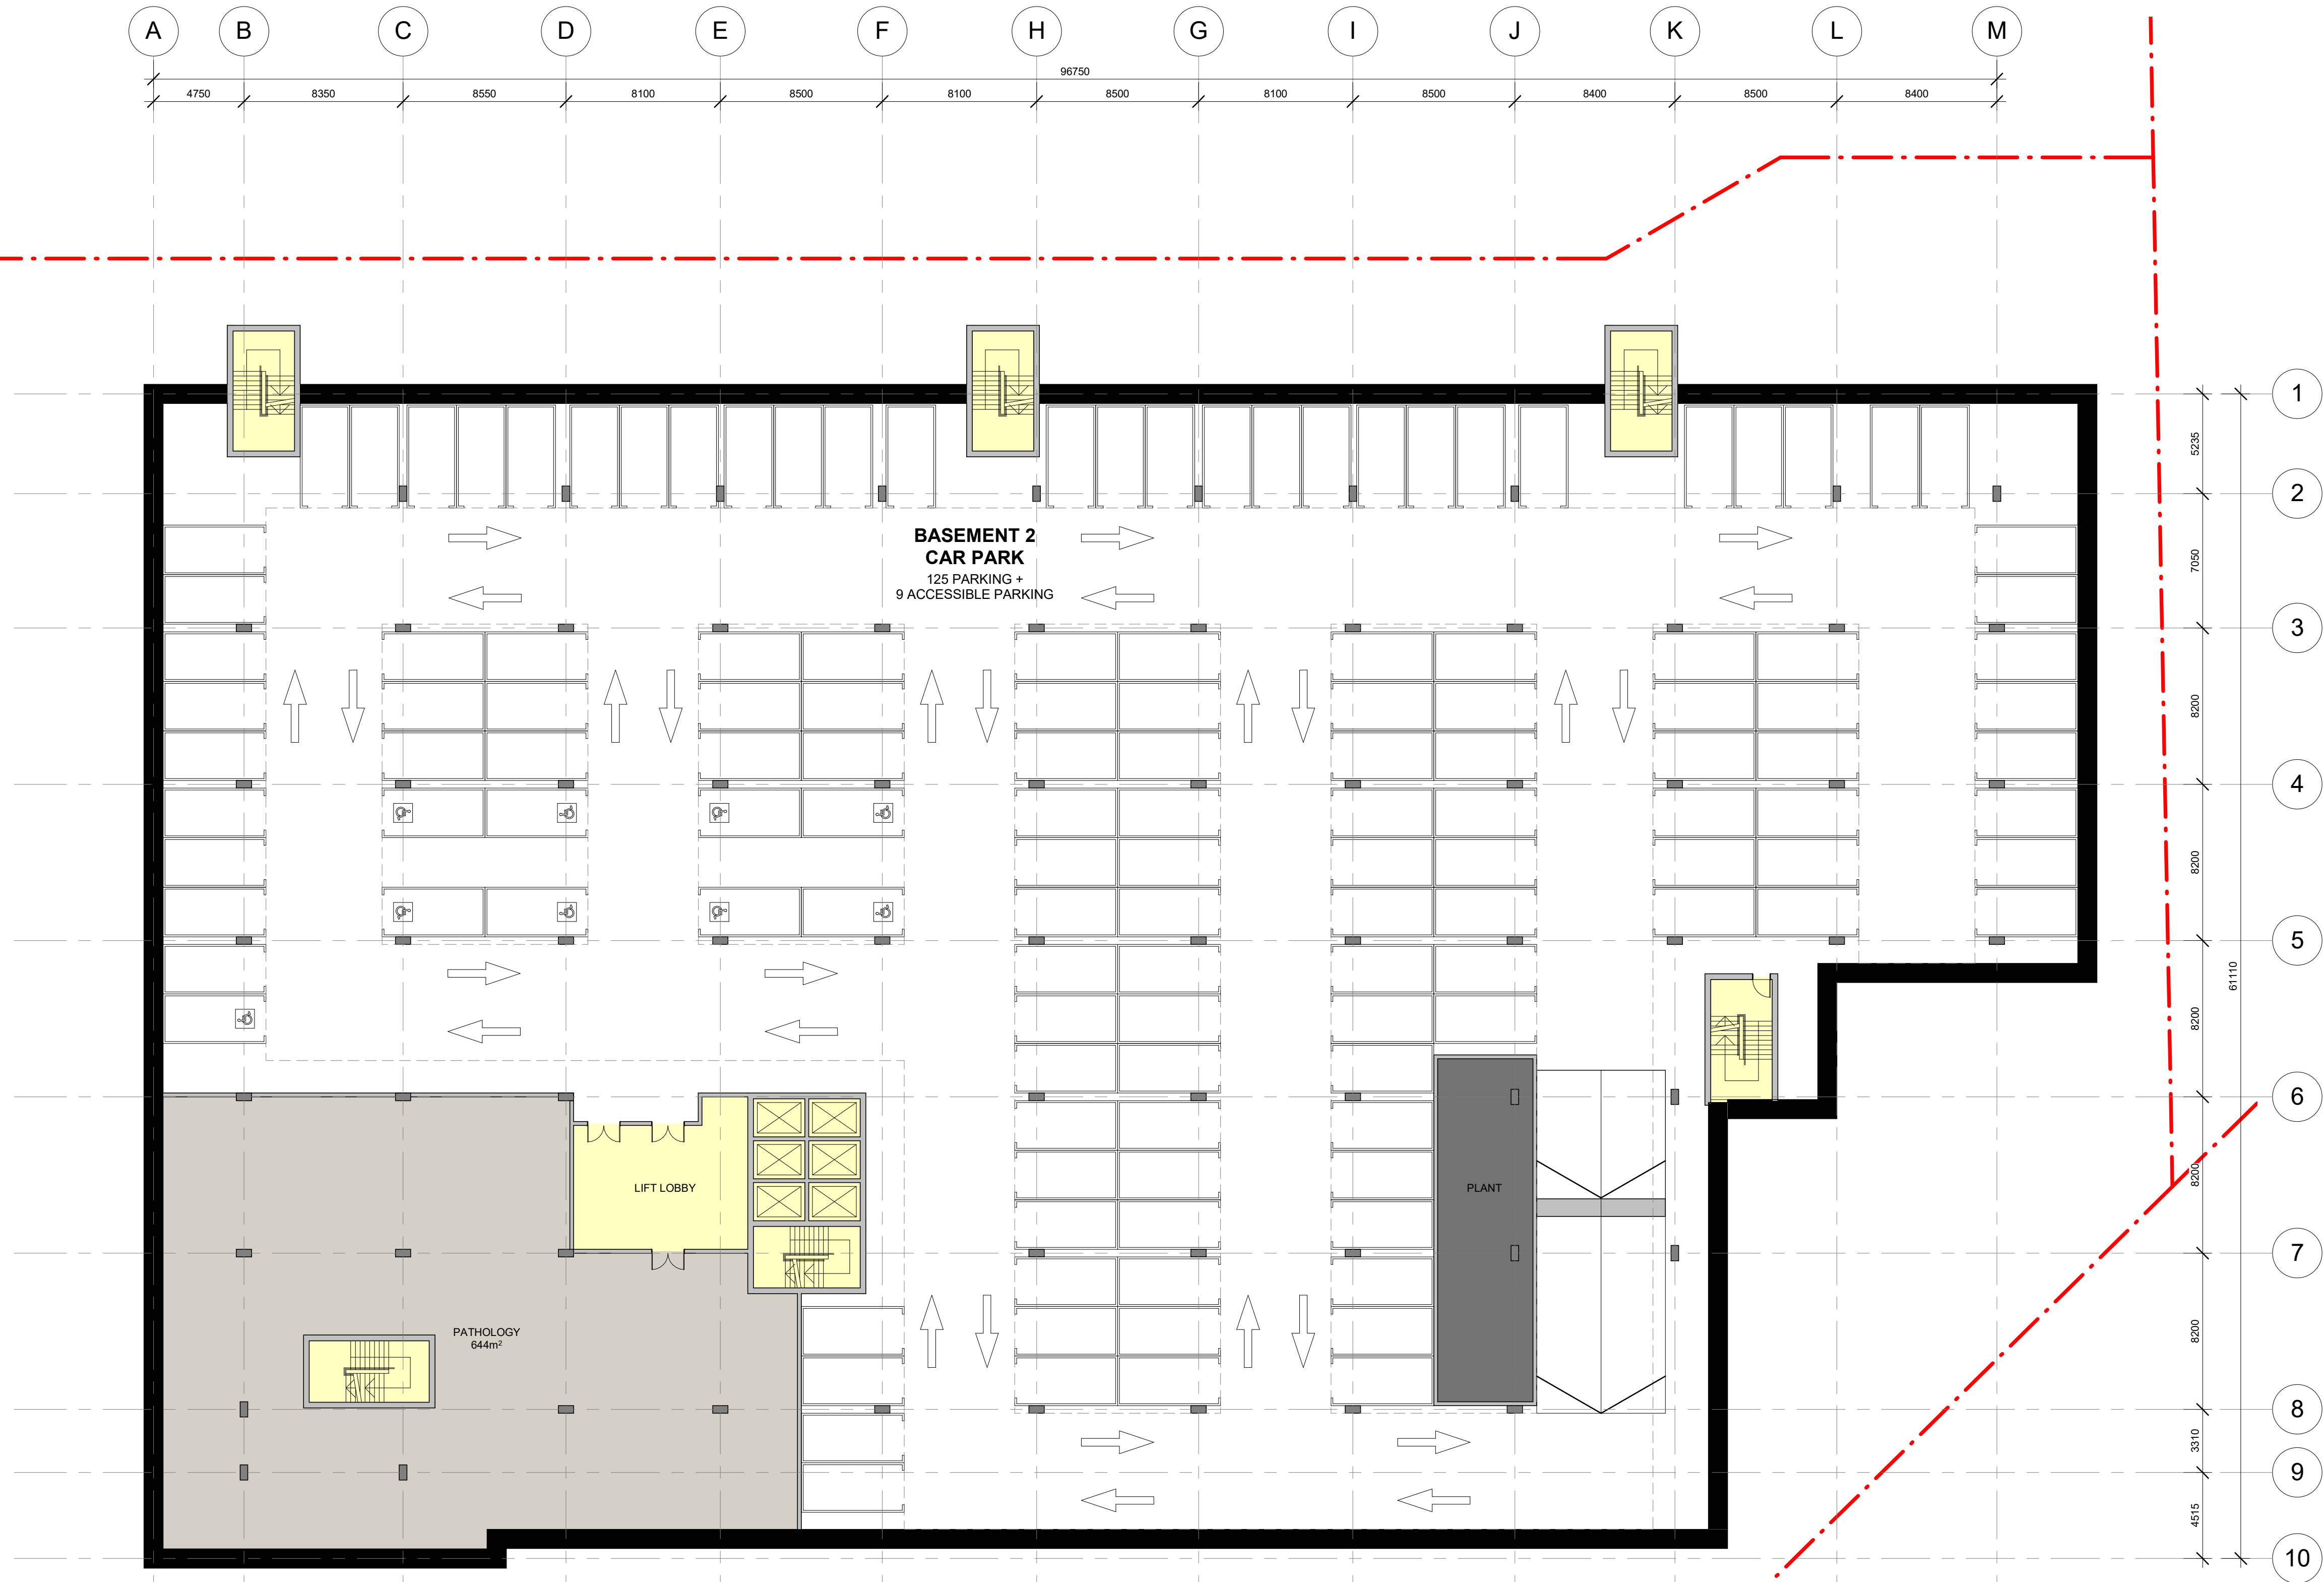 A B C D E F H G I J K L M
96750
4750 8350 8550 8100 8500 8100 8500 8100 8500 8400 8500 8400
1
5235
2
BASEMENT 2
CAR PARK
125 PARKING +
9 ACCESSIBLE PARKING
7050
3
8200
4
8200
5
61110
8200
6
LIFT LOBBY
PLANT
8200
7
PATHOLOGY
644m²
8200
8
3310
9
4515
10